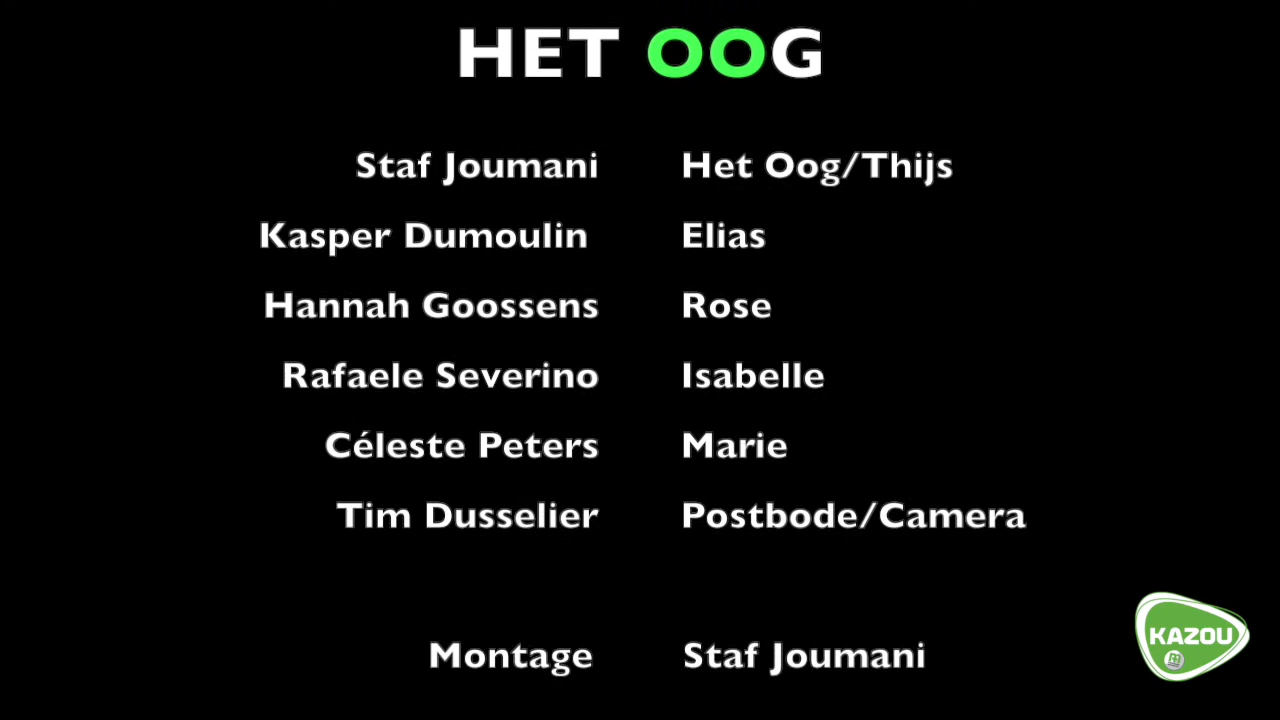 HET OOG
Staf Joumani Het Oog/Thijs
Kasper Dumoulin Elias
Hannah Goossens Rose
Rafaele Severino Isabelle
Céleste Peters Marie
Tim Dusselier Postbode/Camera
Montage Staf Joumani
KAZOU